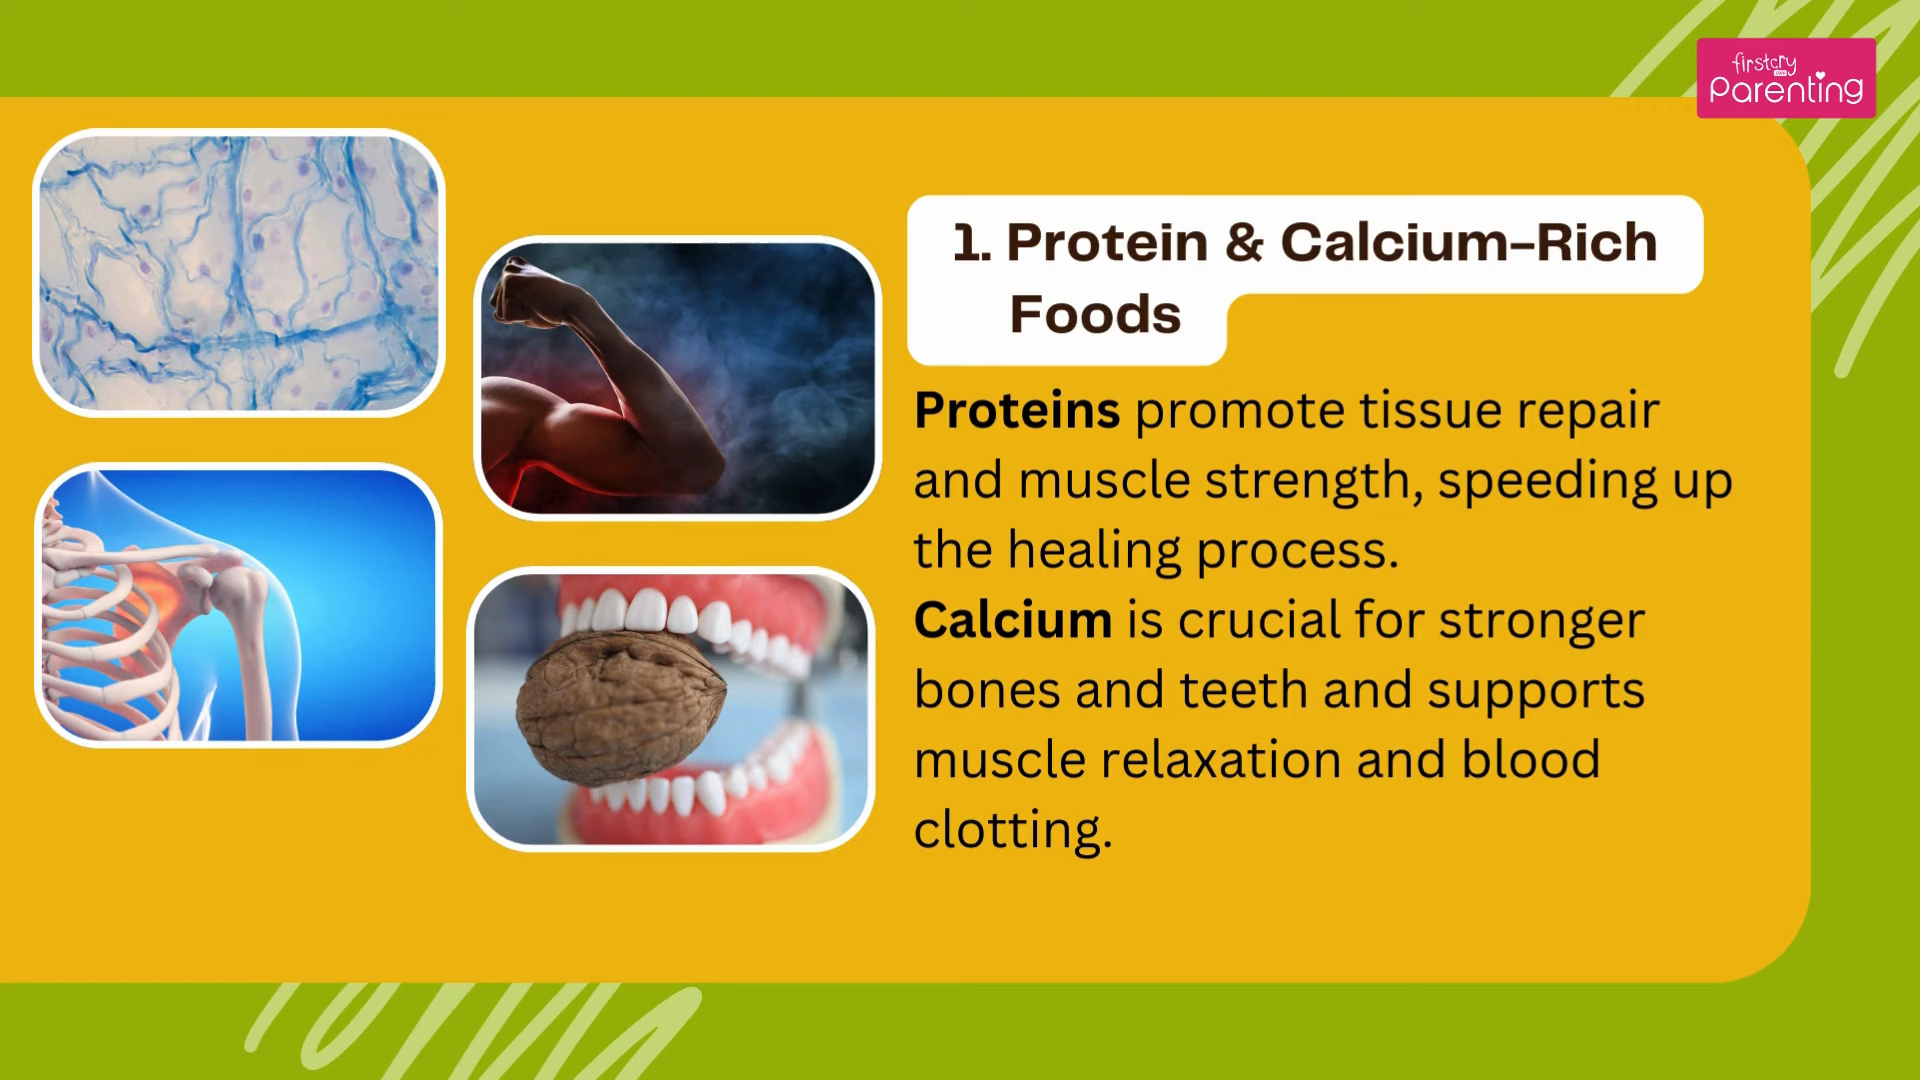 firstcry
.com
Parenting
1. Protein & Calcium-Rich
Foods
Proteins promote tissue repair
and muscle strength, speeding up
the healing process.
Calcium is crucial for stronger
bones and teeth and supports
muscle relaxation and blood
clotting.